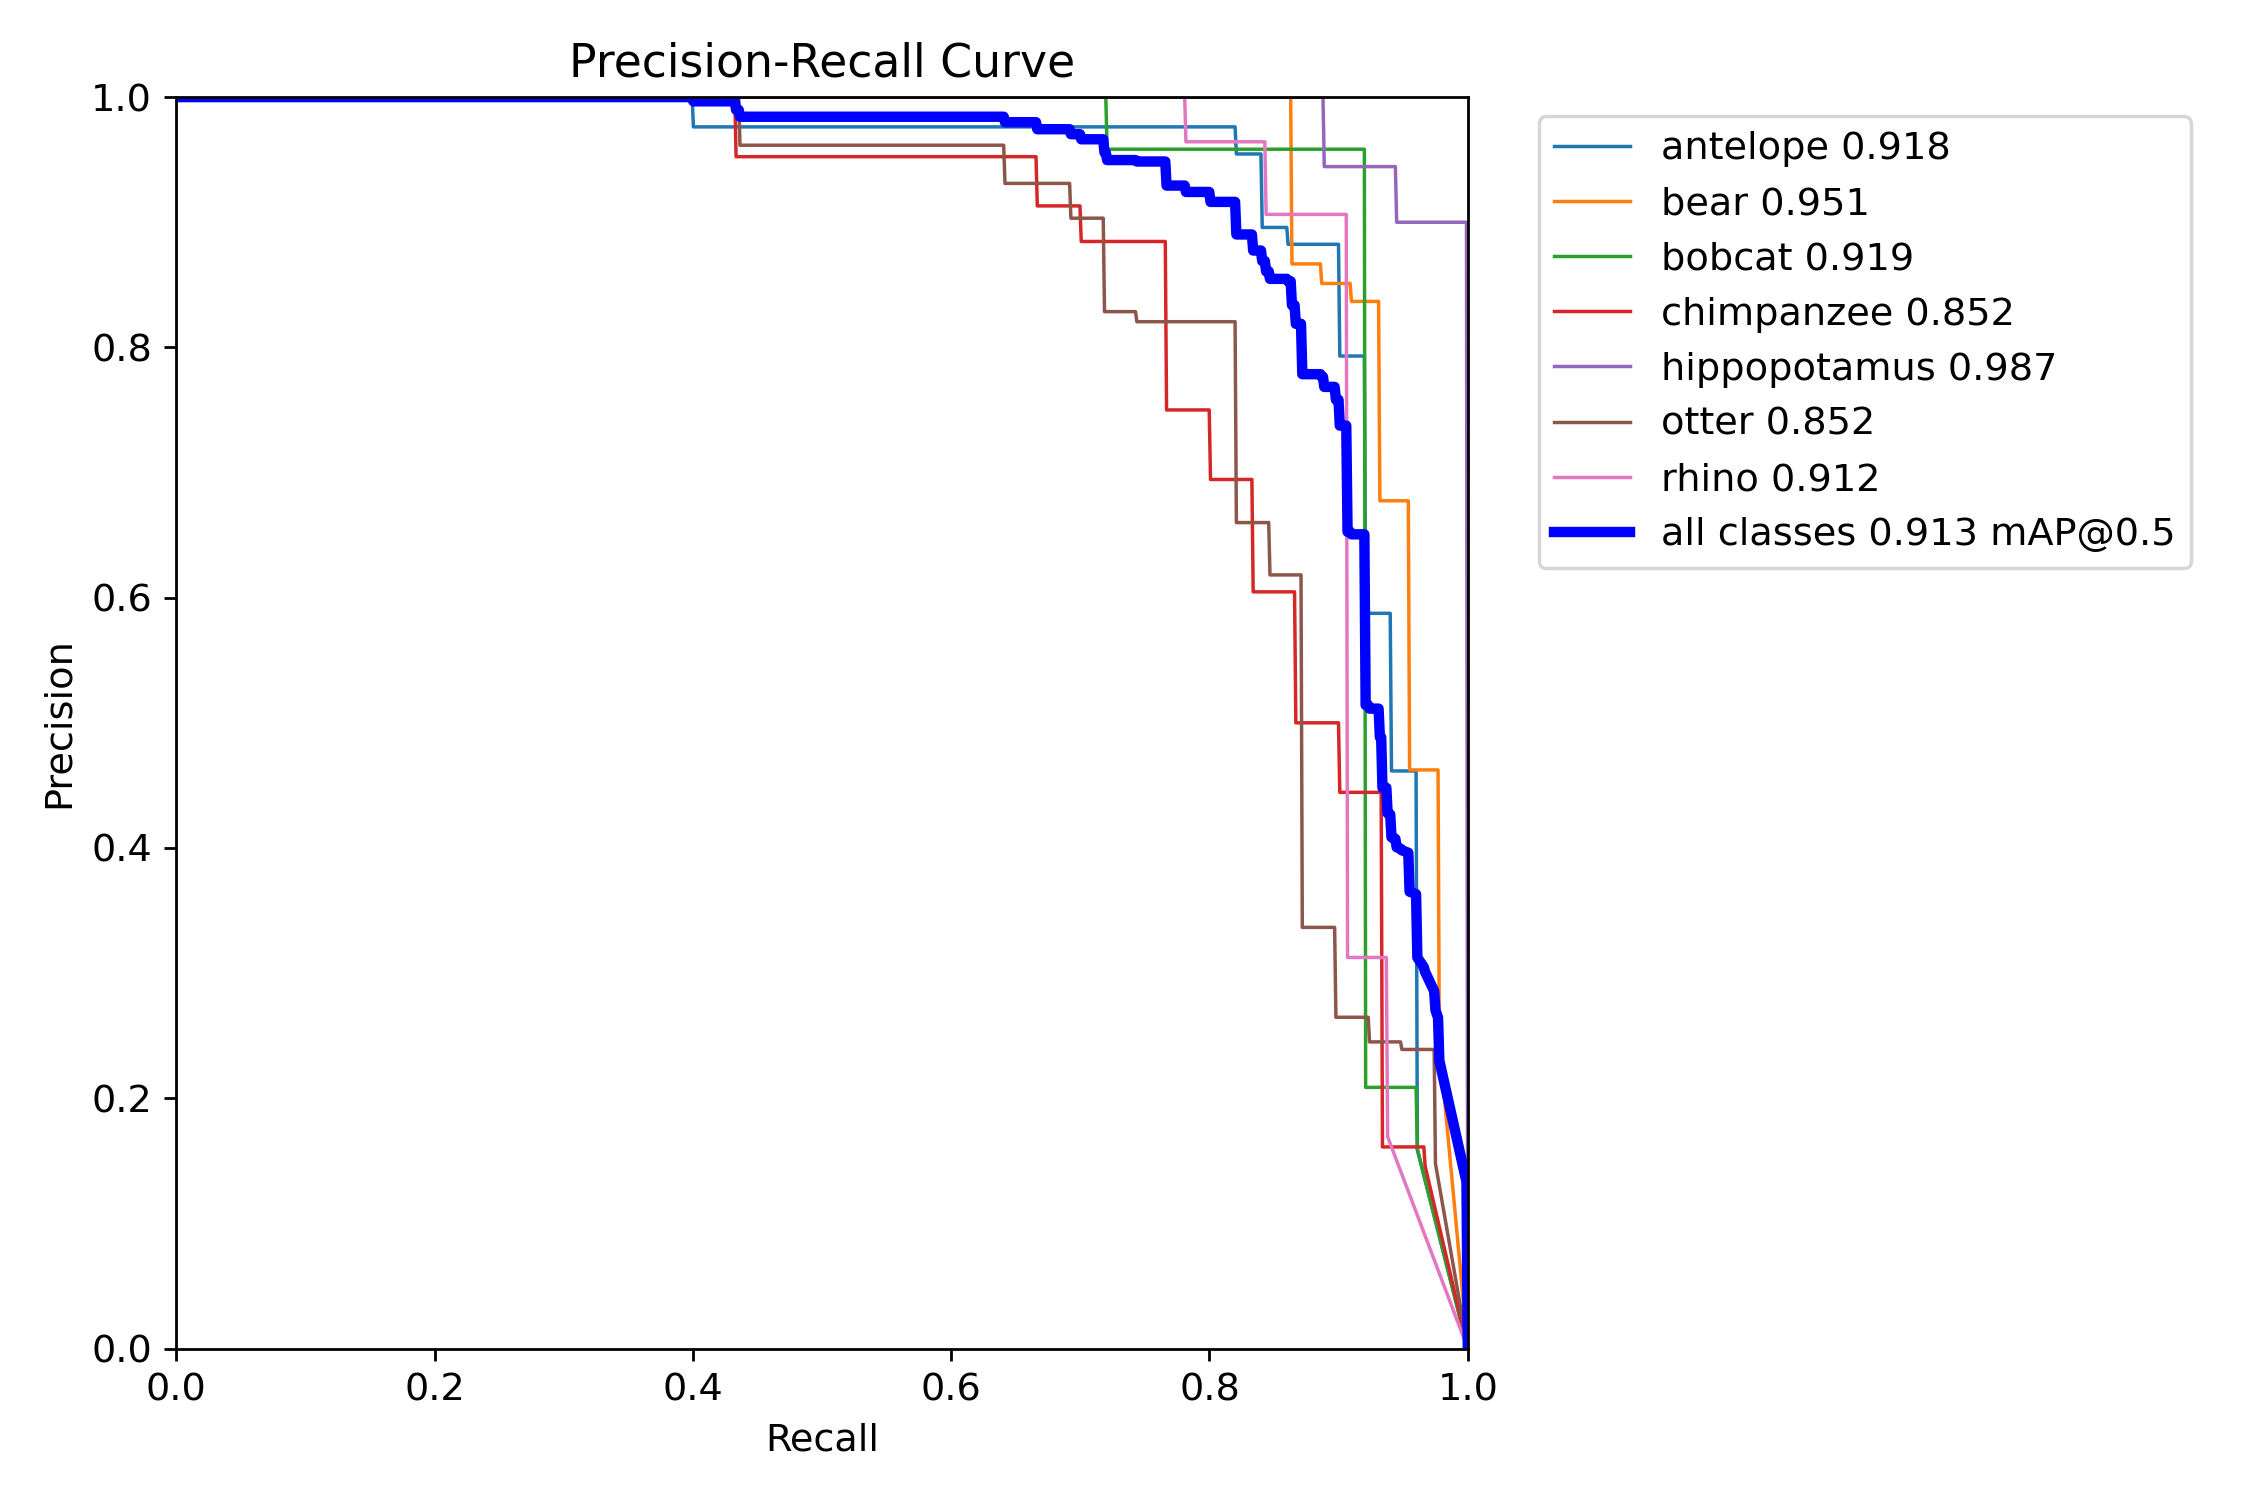 Precision-Recall Curve
1.0
0.8
0.6
0.4
0.2
0.0
Precision
0.0 0.2 0.4 0.6 0.8 1.0
Recall
antelope 0.918
bear 0.951
bobcat 0.919
chimpanzee 0.852
hippopotamus 0.987
otter 0.852
rhino 0.912
all classes 0.913 mAP@0.5